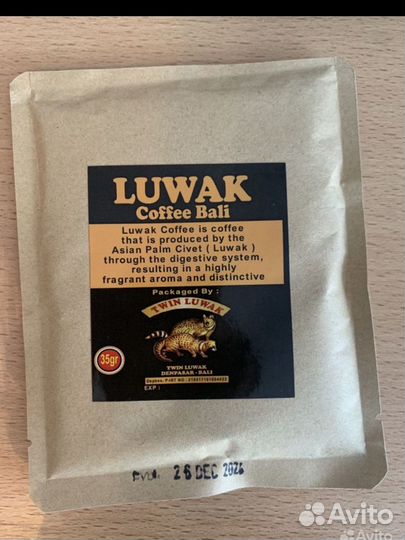 LUWAK
Coffee Bali
Luwak Coffee is coffee
that is produced by the
Asian Palm Civet ( Luwak )
through the digestive system,
resulting in a highly
fragrant aroma and distinctive
Packaged By :
TWIN LUWAK
35gr
TWIN LUWAK
DENPASAR - BALI
EXP :
26 DEC 2026
Avito
Avito